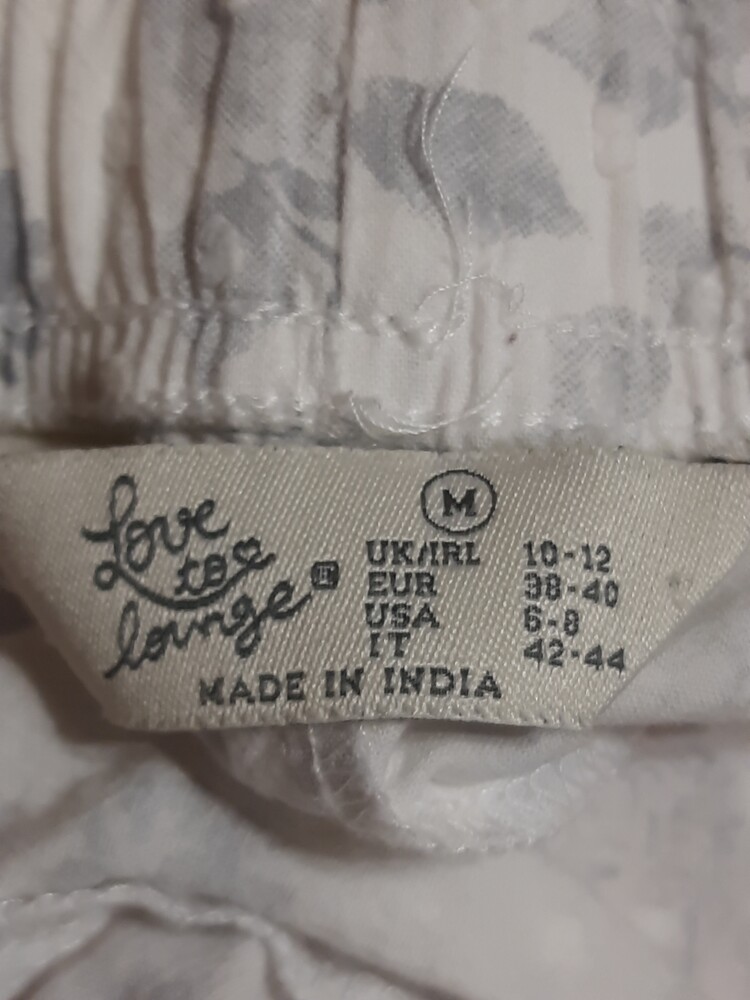 Love
to
lounge
M
UK/IRL 10-12
EUR 38-40
USA 6-8
IT 42-44
MADE IN INDIA